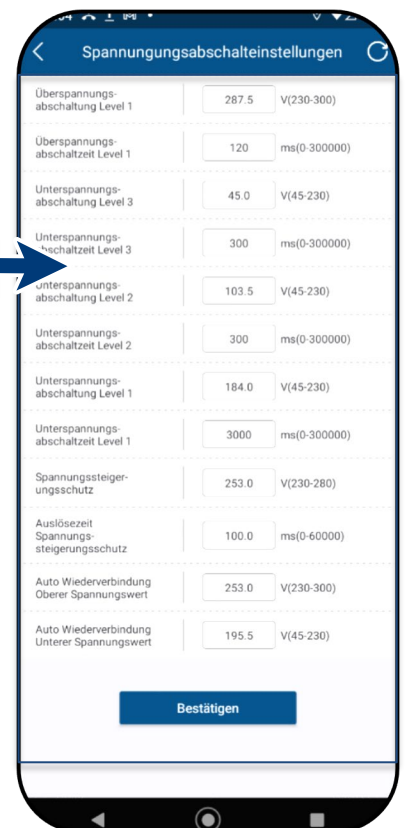 Spannungungsabschalteinstellungen
Überspannungs-
abschaltung Level 1
287.5 V(230-300)
Überspannungs-
abschaltzeit Level 1
120 ms(0-300000)
Unterspannungs-
abschaltung Level 3
45.0 V(45-230)
Unterspannungs-
abschaltzeit Level 3
300 ms(0-300000)
Unterspannungs-
abschaltung Level 2
103.5 V(45-230)
Unterspannungs-
abschaltzeit Level 2
300 ms(0-300000)
Unterspannungs-
abschaltung Level 1
184.0 V(45-230)
Unterspannungs-
abschaltzeit Level 1
3000 ms(0-300000)
Spannungssteiger-
ungsschutz
253.0 V(230-280)
Auslösezeit
Spannungs-
steigerungsschutz
100.0 ms(0-60000)
Auto Wiederverbindung
Oberer Spannungswert
253.0 V(230-300)
Auto Wiederverbindung
Unterer Spannungswert
195.5 V(45-230)
Bestätigen